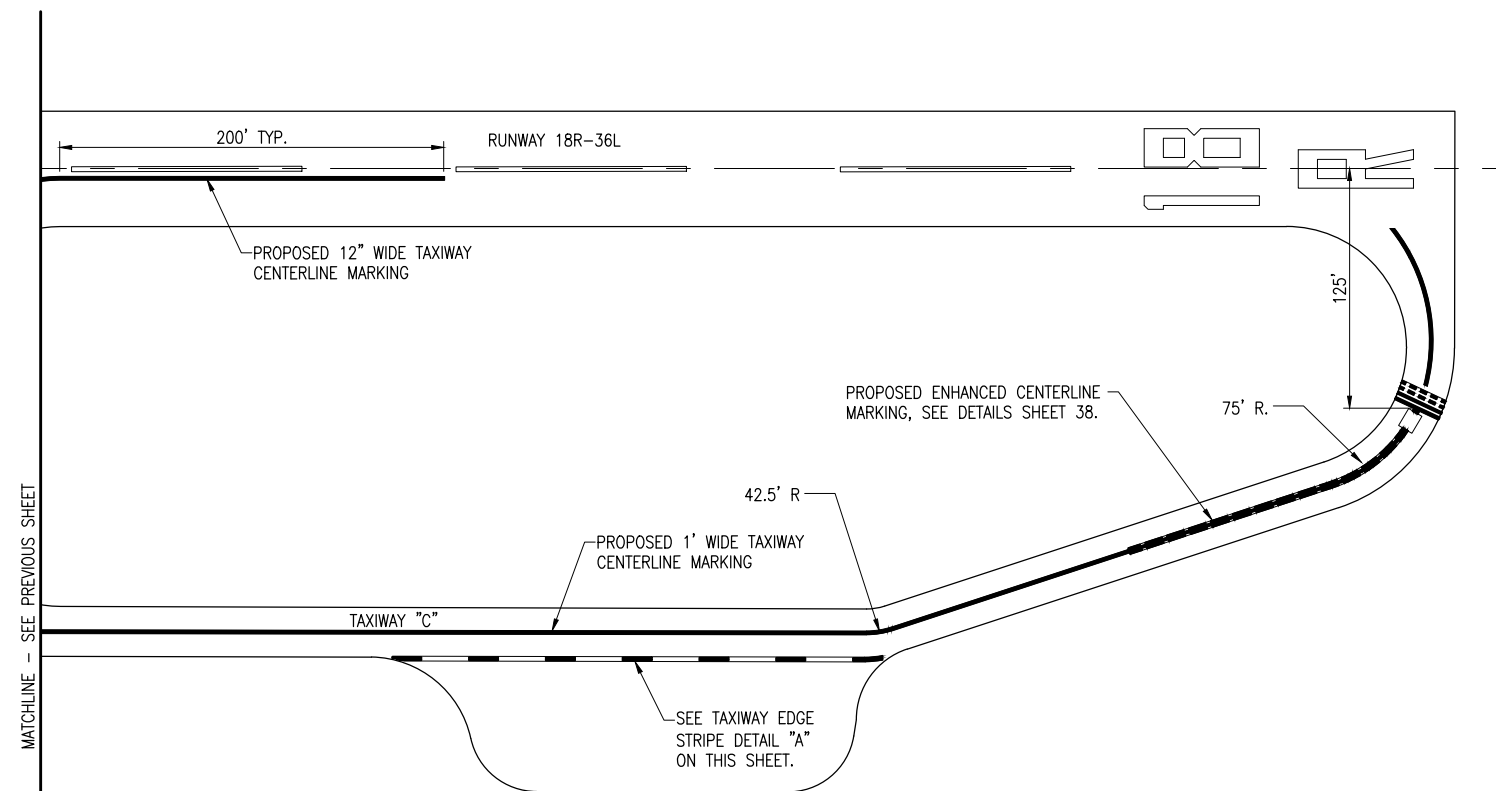 200' TYP.
RUNWAY 18R-36L
PROPOSED 12" WIDE TAXIWAY
CENTERLINE MARKING
18
R
125'
PROPOSED ENHANCED CENTERLINE
MARKING, SEE DETAILS SHEET 38.
75' R.
42.5' R
PROPOSED 1' WIDE TAXIWAY
CENTERLINE MARKING
TAXIWAY "C"
SEE TAXIWAY EDGE
STRIPE DETAIL "A"
ON THIS SHEET.
MATCHLINE - SEE PREVIOUS SHEET